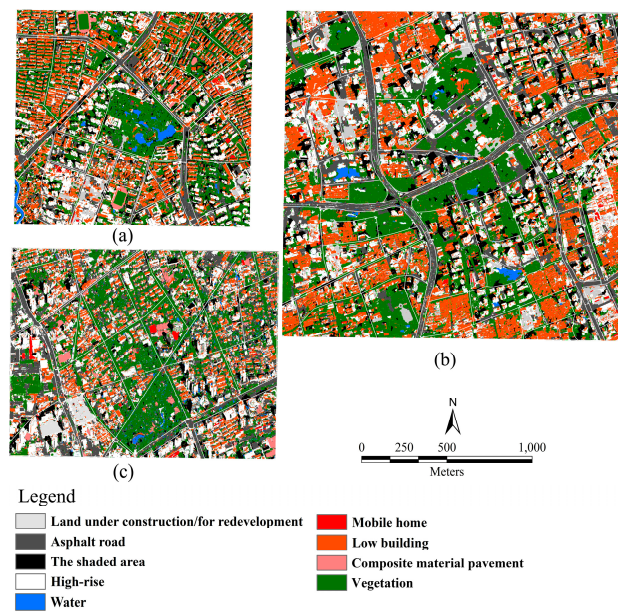 (a)
(b)
(c)
N
0 250 500 1,000
Meters
Legend
Land under construction/for redevelopment
Asphalt road
The shaded area
High-rise
Water
Mobile home
Low building
Composite material pavement
Vegetation